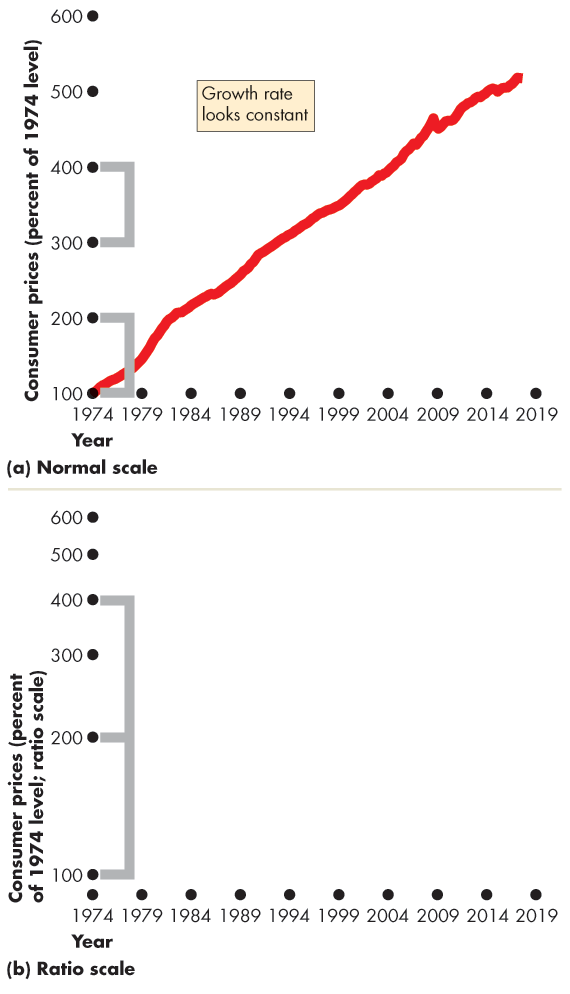 Consumer prices (percent of 1974 level)
600
500
400
300
200
100
Growth rate
looks constant
1974 1979 1984 1989 1994 1999 2004 2009 2014 2019
Year
(a) Normal scale
Consumer prices (percent
of 1974 level; ratio scale)
600
500
400
300
200
100
1974 1979 1984 1989 1994 1999 2004 2009 2014 2019
Year
(b) Ratio scale